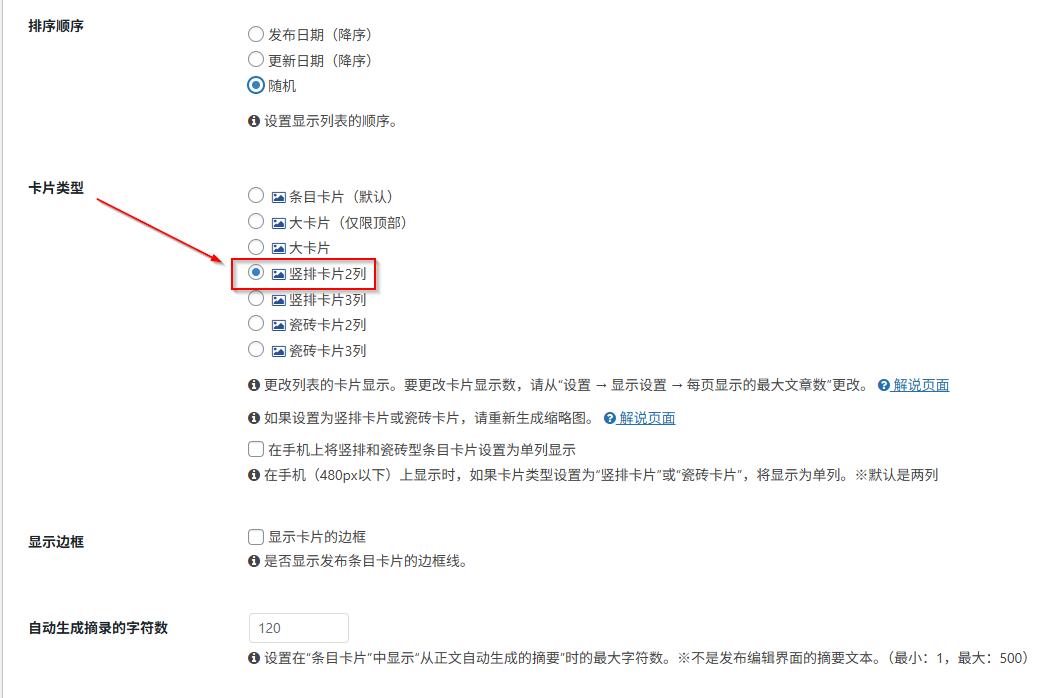 排序顺序
发布日期（降序）
更新日期（降序）
随机
设置显示列表的顺序。
卡片类型
条目卡片（默认）
大卡片（仅限顶部）
大卡片
竖排卡片2列
竖排卡片3列
瓷砖卡片2列
瓷砖卡片3列
更改列表的卡片显示。要更改卡片显示数，请从“设置 → 显示设置 → 每页显示的最大文章数”更改。 解说页面
如果设置为竖排卡片或瓷砖卡片，请重新生成缩略图。 解说页面
在手机上将竖排和瓷砖型条目卡片设置为单列显示
在手机（480px以下）上显示时，如果卡片类型设置为“竖排卡片”或“瓷砖卡片”，将显示为单列。※默认是两列
显示边框
显示卡片的边框
是否显示发布条目卡片的边框线。
自动生成摘录的字符数
120
设置在“条目卡片”中显示“从正文自动生成的摘要”时的最大字符数。※不是发布编辑界面的摘要文本。（最小：1，最大：500）